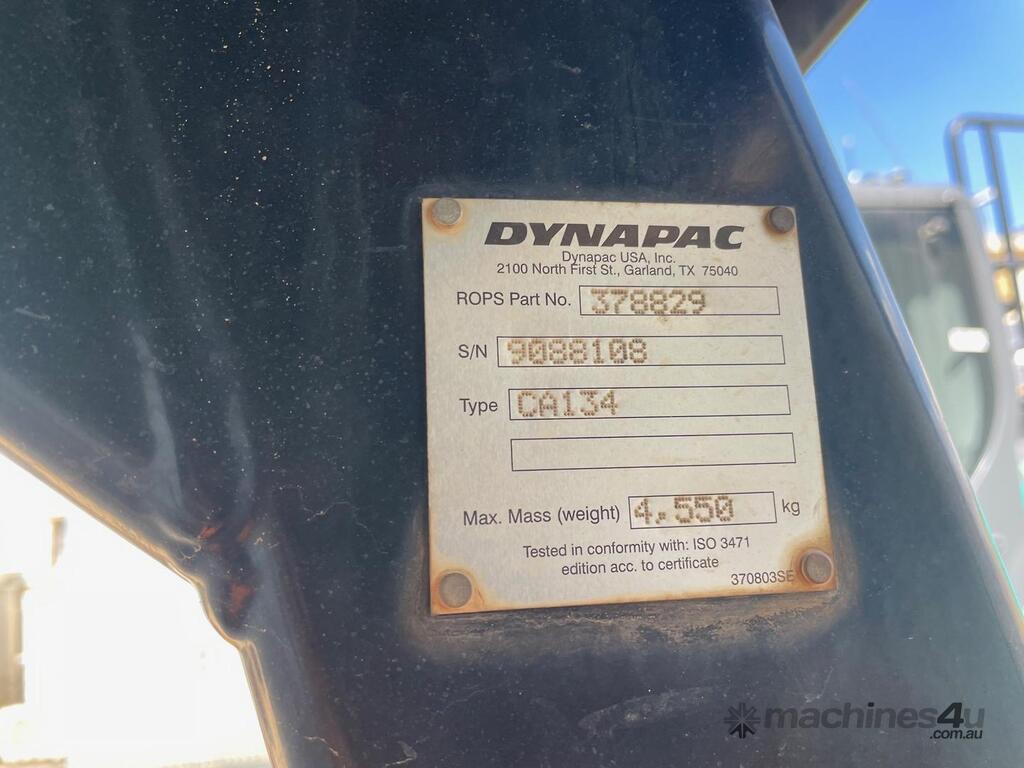 DYNAPAC
Dynapac USA, Inc.
2100 North First St., Garland, TX 75040
ROPS Part No. 378829
S/N 9088108
Type CA134
Max. Mass (weight) 4.550 kg
Tested in conformity with: ISO 3471
edition acc. to certificate
370803SE
machines4u
.com.au